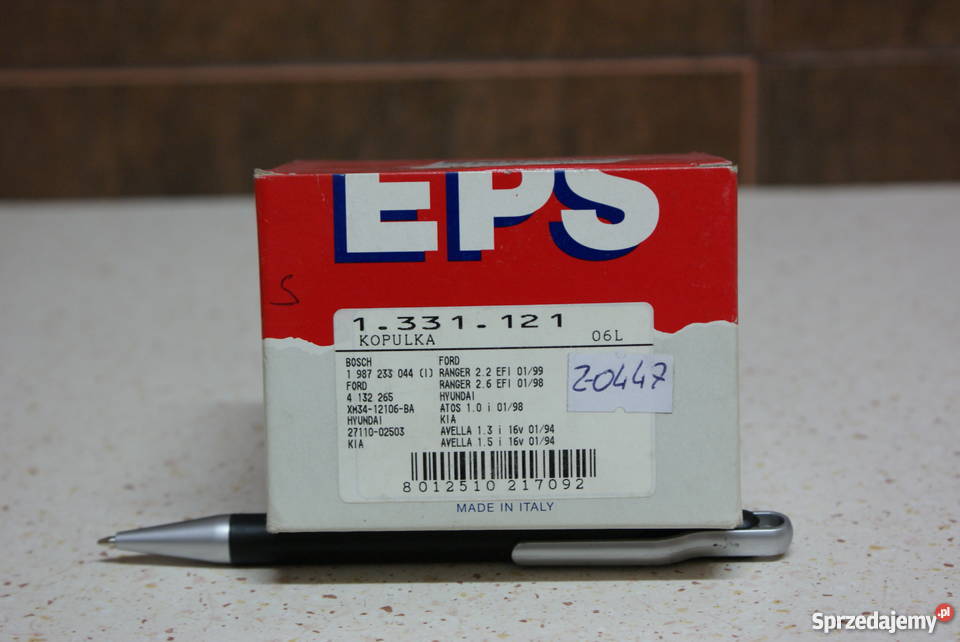 EPS
S
1.331.121
KOPULKA 06L
BOSCH
1 987 233 044 (1)
FORD
4 132 265
XM34-12106-BA
HYUNDAI
27110-02503
KIA
FORD
RANGER 2.2 EFI 01/99
RANGER 2.6 EFI 01/98
HYUNDAI
ATOS 1.0 i 01/98
KIA
AVELLA 1.3 i 16v 01/94
AVELLA 1.5 i 16v 01/94
20447
8012510 217092
MADE IN ITALY
Sprzedajemy.pl